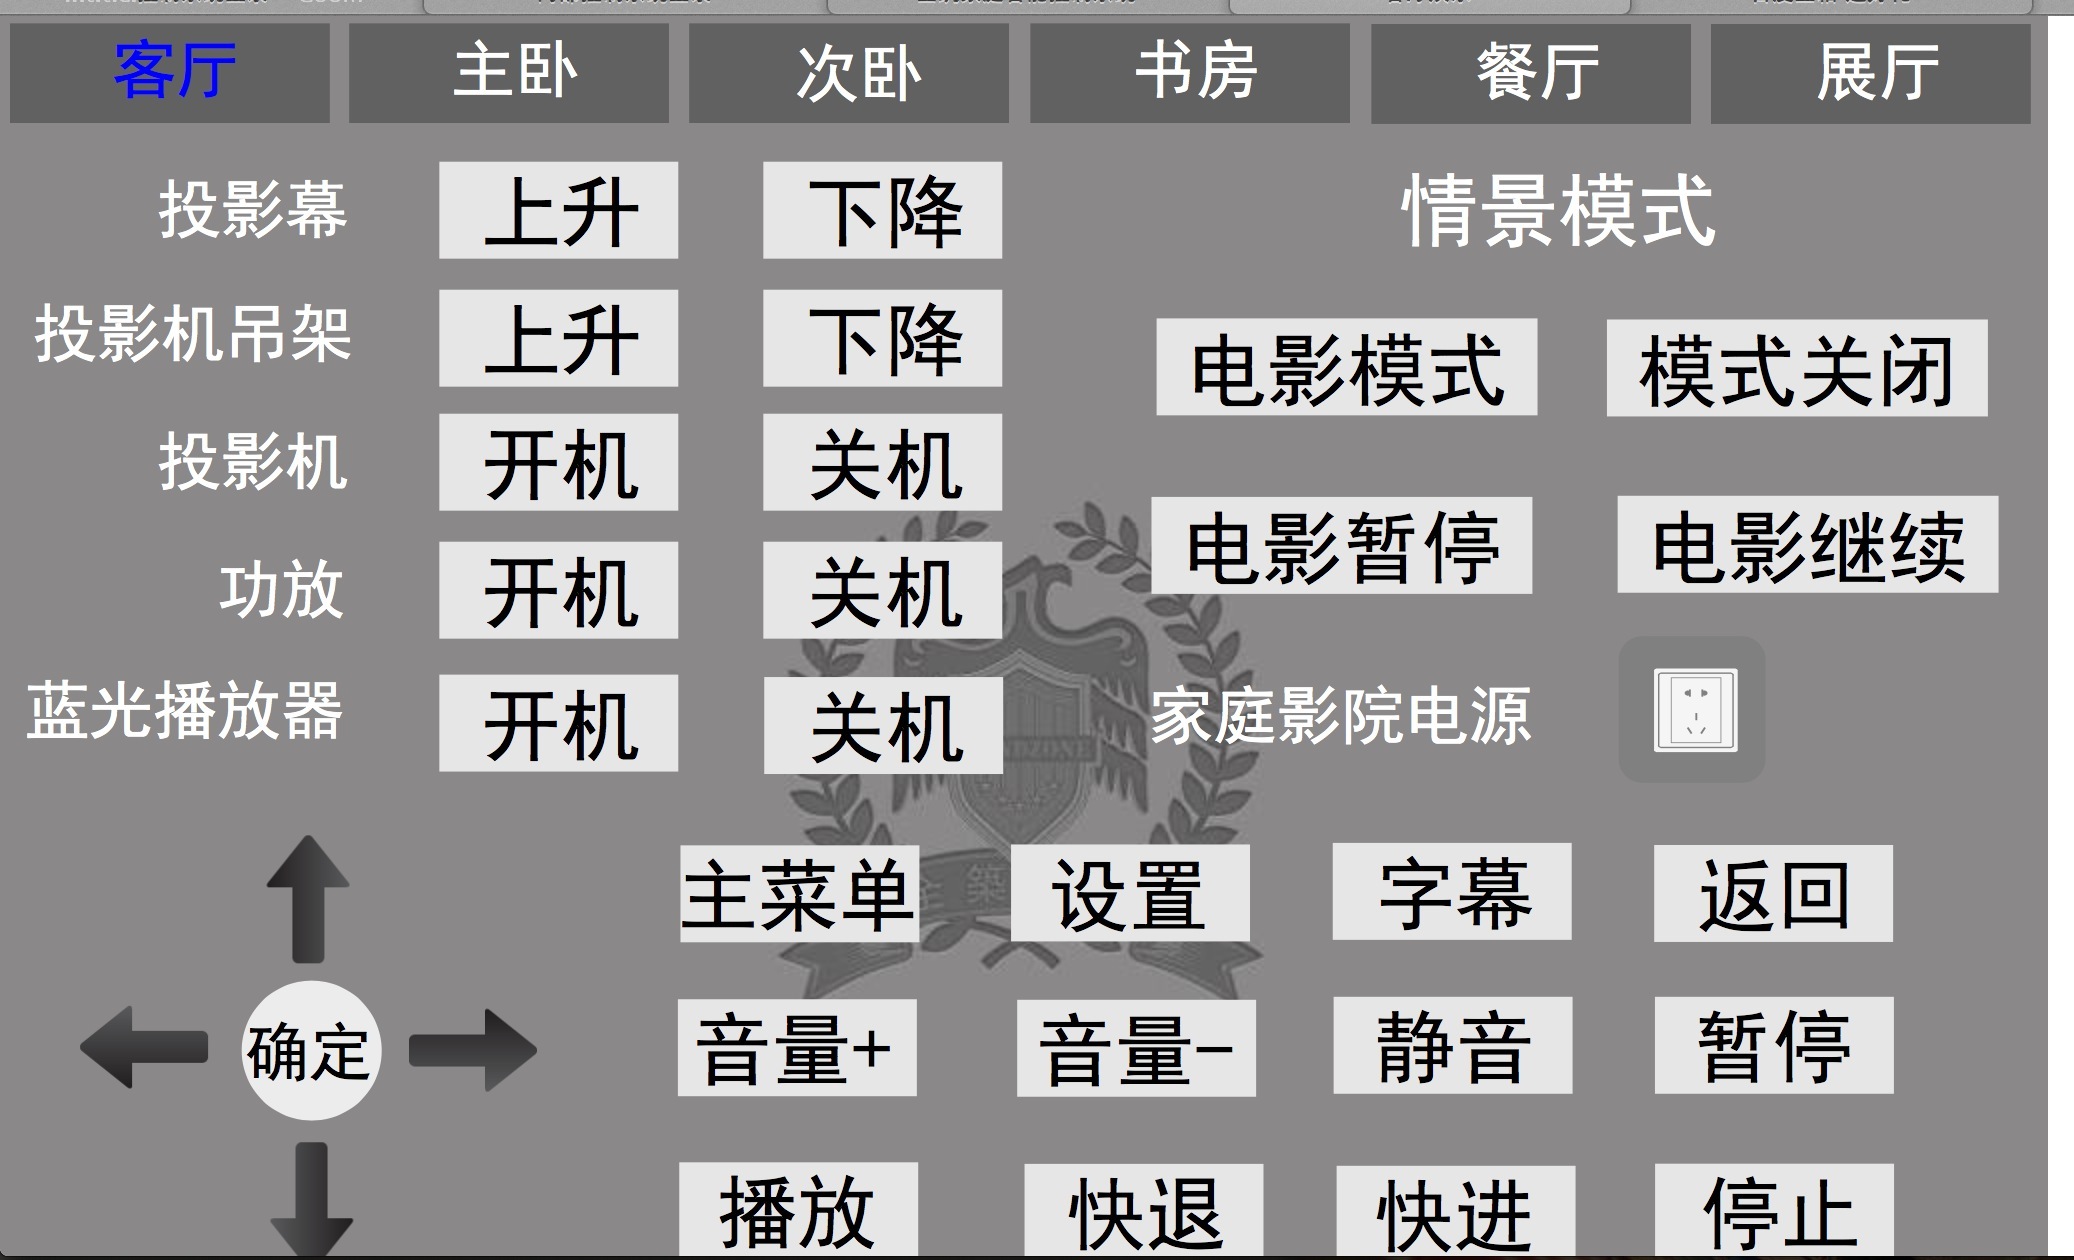 客厅 主卧 次卧 书房 餐厅 展厅
投影幕 上升 下降 情景模式
投影机吊架 上升 下降
电影模式 模式关闭
投影机 开机 关机
电影暂停 电影继续
功放 开机 关机
蓝光播放器 开机 关机 家庭影院电源
主菜单 设置 字幕 返回
确定 音量+ 音量- 静音 暂停
播放 快退 快进 停止